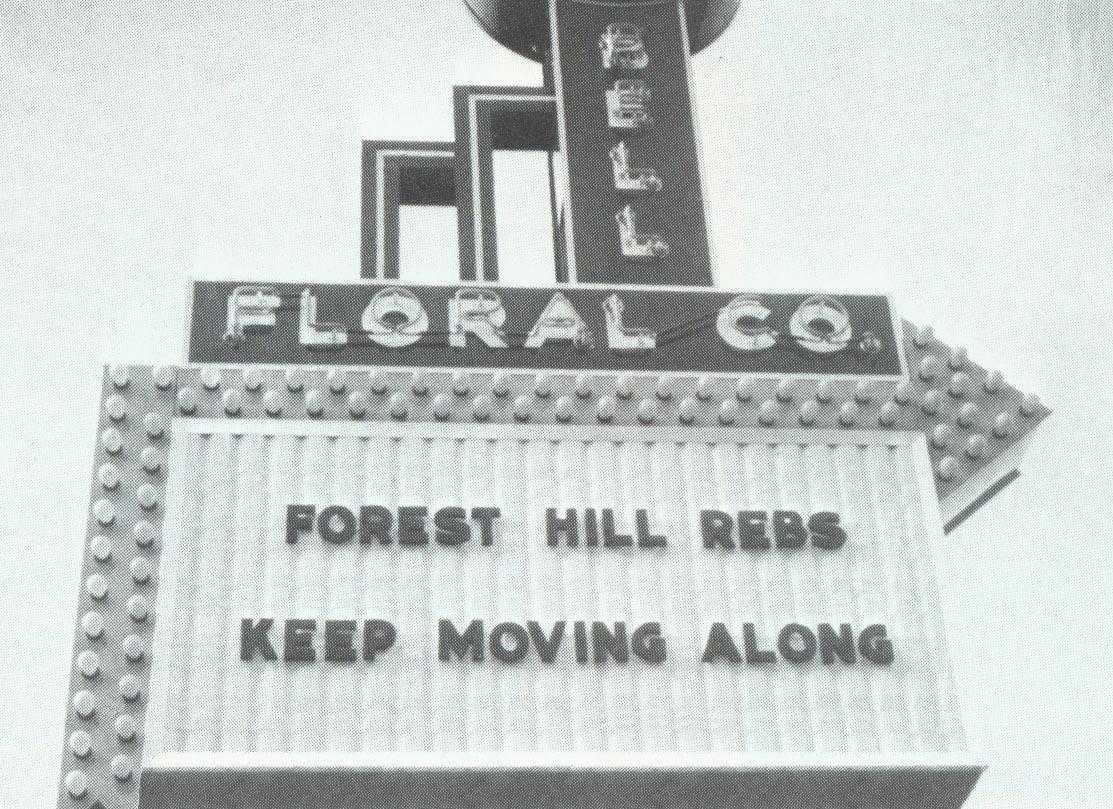 BELL
FLORAL CO.
FOREST HILL REBS
KEEP MOVING ALONG